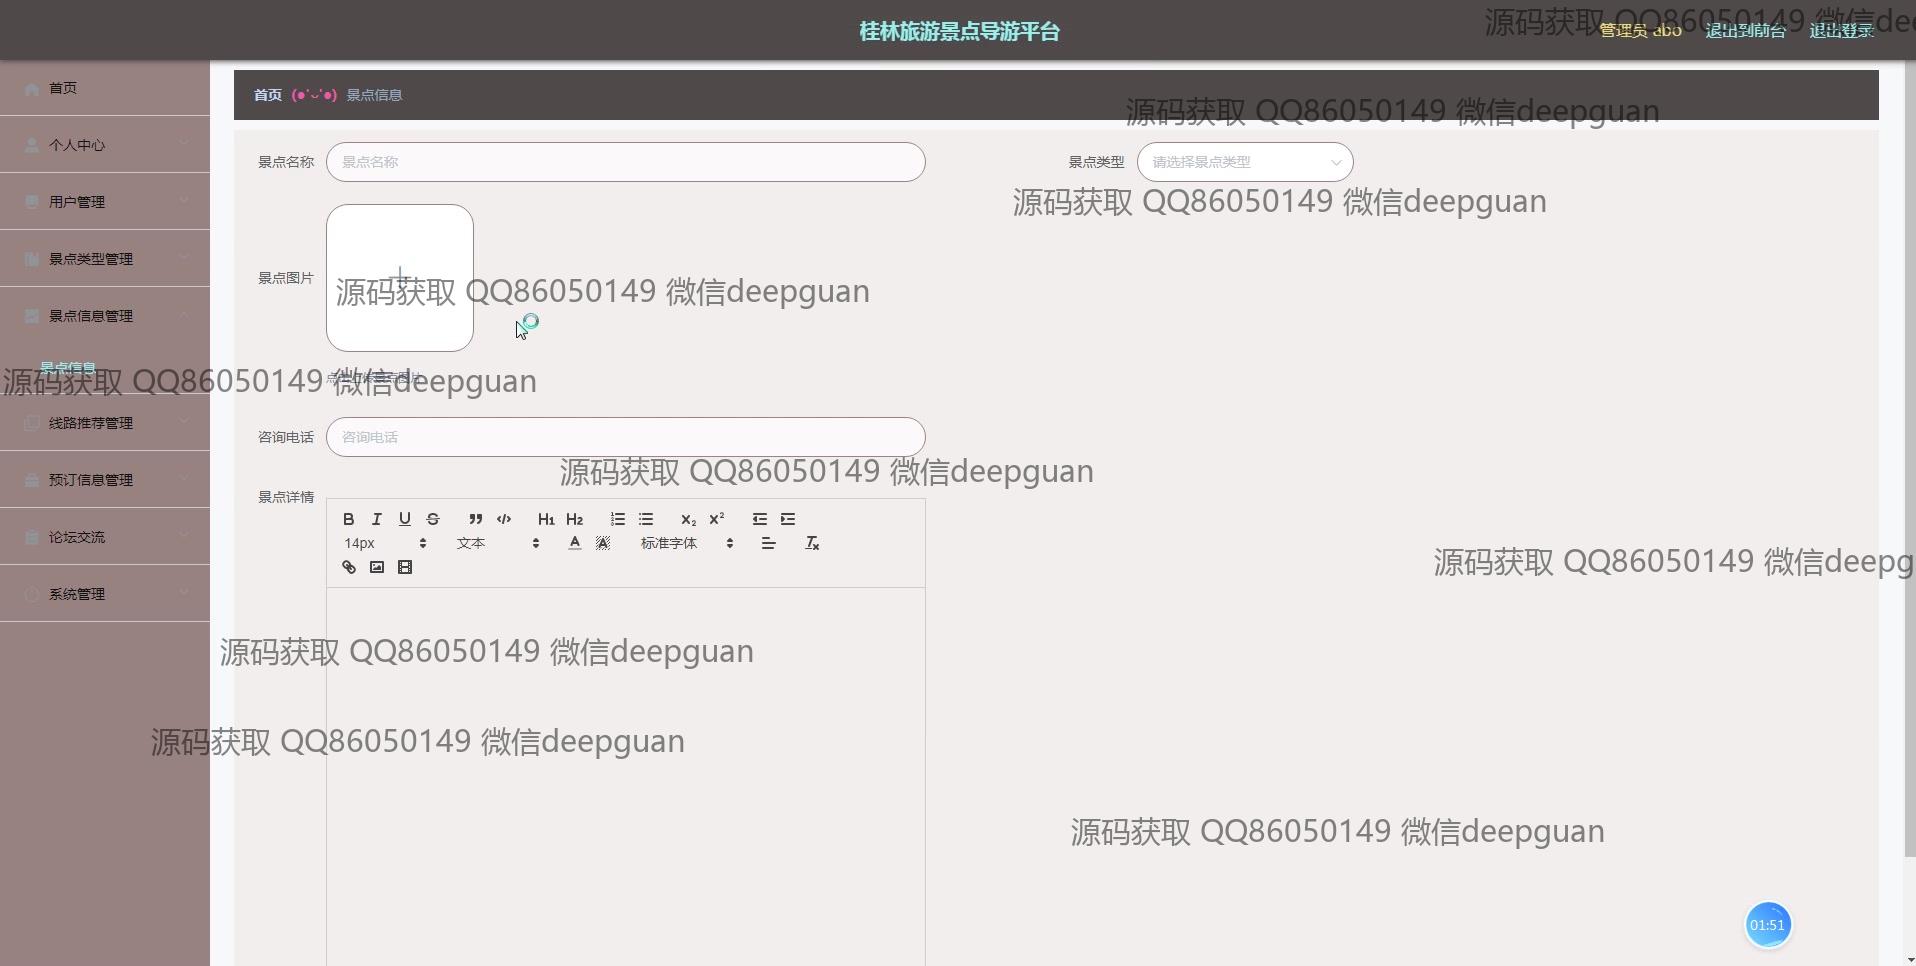 桂林旅游景点导游平台
源码获取 QQ86050149 微信dee
管理员 abo 退出到前台 退出登录
首页
首页 (●'ᴗ'●) 景点信息
源码获取 QQ86050149 微信deepguan
个人中心
景点名称 景点名称 景点类型 请选择景点类型
用户管理
源码获取 QQ86050149 微信deepguan
景点类型管理
景点图片
源码获取 QQ86050149 微信deepguan
景点信息管理
景点信息
源码获取 QQ86050149 微信deepguan
点击上传景点图片
线路推荐管理
咨询电话 咨询电话
源码获取 QQ86050149 微信deepguan
预订信息管理
景点详情
B I U S ” </> H1 H2 X2 X2
论坛交流
14px 文本 A A 标准字体 Tx
源码获取 QQ86050149 微信deepg
系统管理
源码获取 QQ86050149 微信deepguan
源码获取 QQ86050149 微信deepguan
源码获取 QQ86050149 微信deepguan
01:51